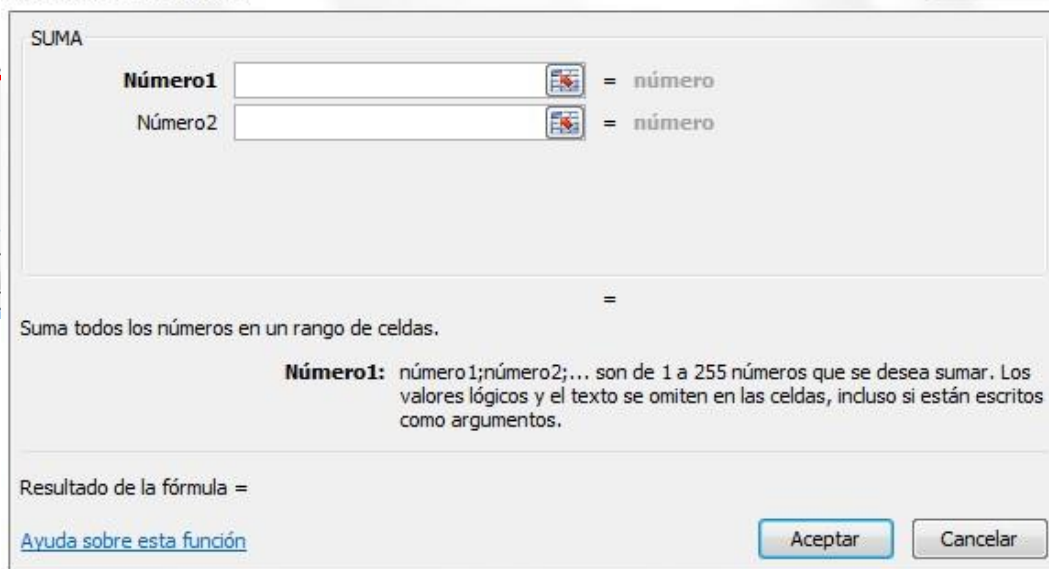 SUMA
Número1 = número
Número2 = número
=
Suma todos los números en un rango de celdas.
Número1: número1;número2;... son de 1 a 255 números que se desea sumar. Los
valores lógicos y el texto se omiten en las celdas, incluso si están escritos
como argumentos.
Resultado de la fórmula =
Ayuda sobre esta función
Aceptar Cancelar